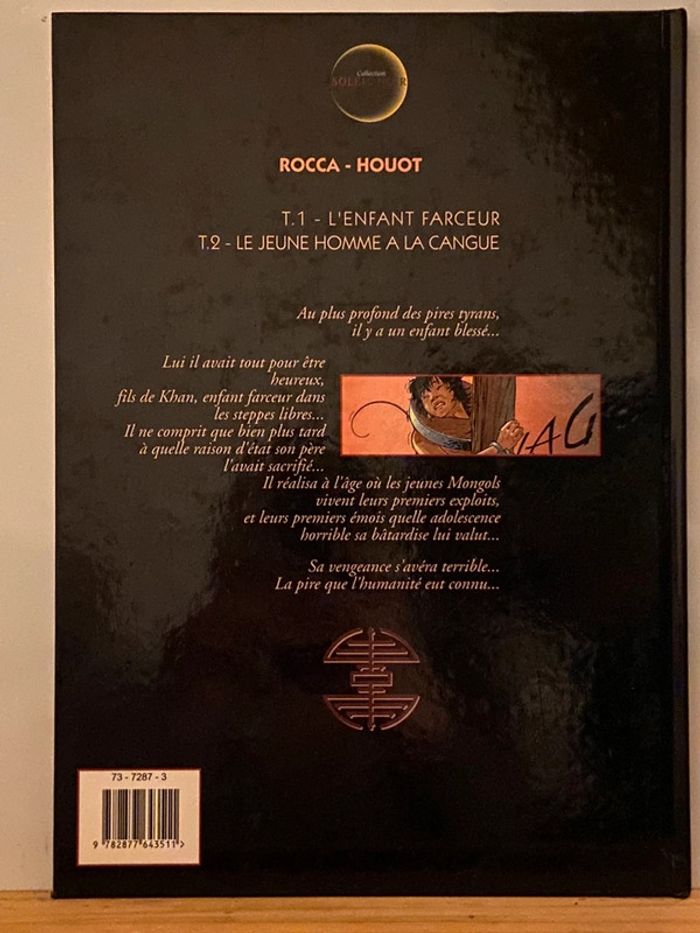 Collection
SOLEIL NOIR
ROCCA - HOUOT
T.1 - L'ENFANT FARCEUR
T.2 - LE JEUNE HOMME A LA CANGUE
Au plus profond des pires tyrans,
il y a un enfant blessé...
Lui il avait tout pour être
heureux,
fils de Khan, enfant farceur dans
les steppes libres...
Il ne comprit que bien plus tard
à quelle raison d'état son père
l'avait sacrifié...
Il réalisa à l'âge où les jeunes Mongols
vivent leurs premiers exploits,
et leurs premiers émois quelle adolescence
horrible sa bâtardise lui valut...
Sa vengeance s'avéra terrible...
La pire que l'humanité eut connu...
73 - 7287 - 3
9 782877 643511 >